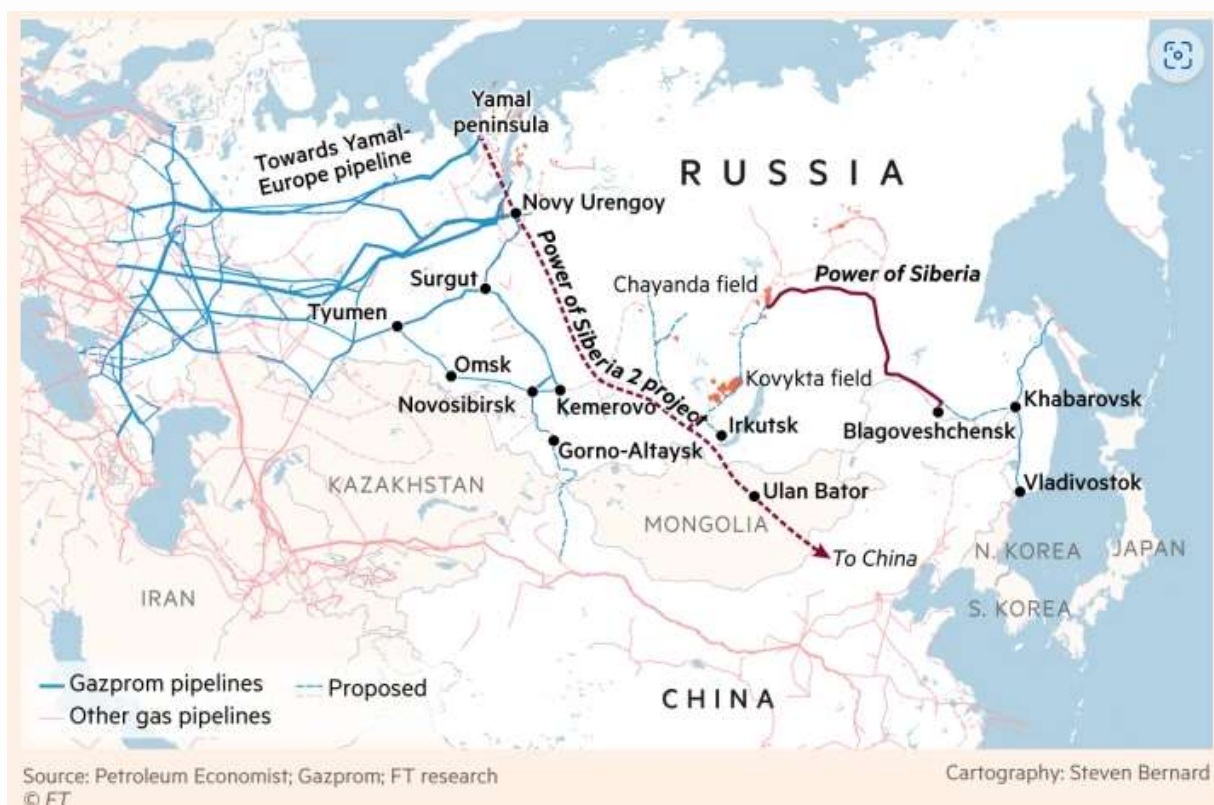 Yamal
peninsula
Towards Yamal-
Europe pipeline
RUSSIA
Novy Urengoy
Power of Siberia 2 project
Chayanda field
Power of Siberia
Surgut
Tyumen
Omsk
Novosibirsk
Kemerovo
Kovykta field
Irkutsk
Khabarovsk
Blagoveshchensk
Gorno-Altaysk
KAZAKHSTAN
Ulan Bator
Vladivostok
MONGOLIA
To China
N. KOREA
JAPAN
IRAN
S. KOREA
Gazprom pipelines
Proposed
Other gas pipelines
CHINA
Source: Petroleum Economist; Gazprom; FT research
Cartography: Steven Bernard
© FT